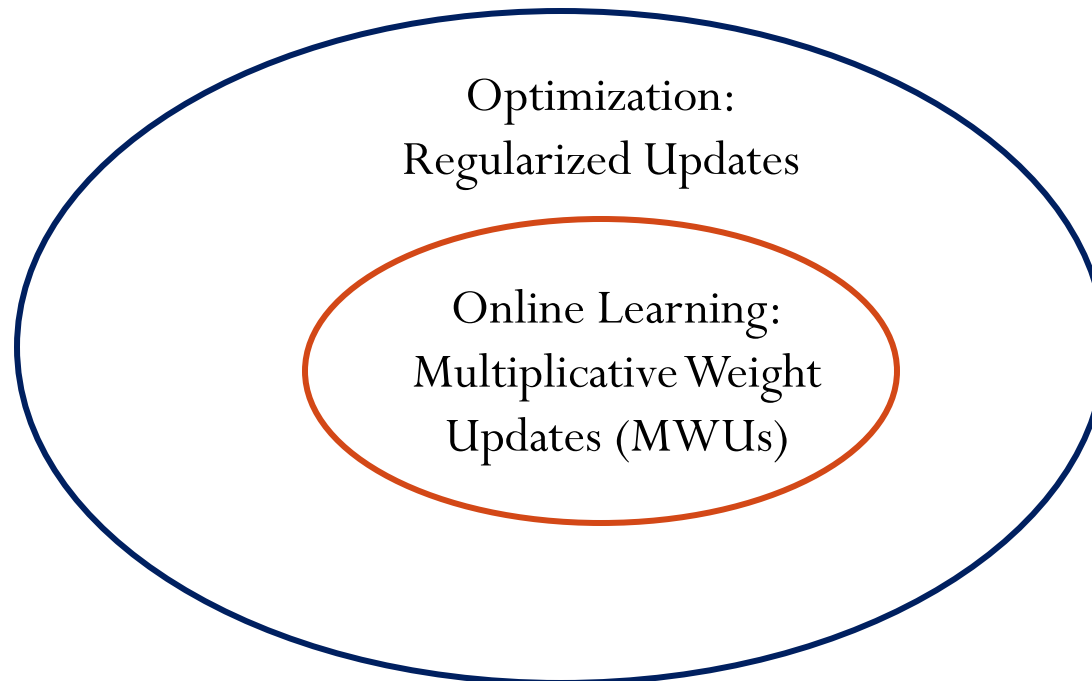 Optimization:
Regularized Updates
Online Learning:
Multiplicative Weight
Updates (MWUs)